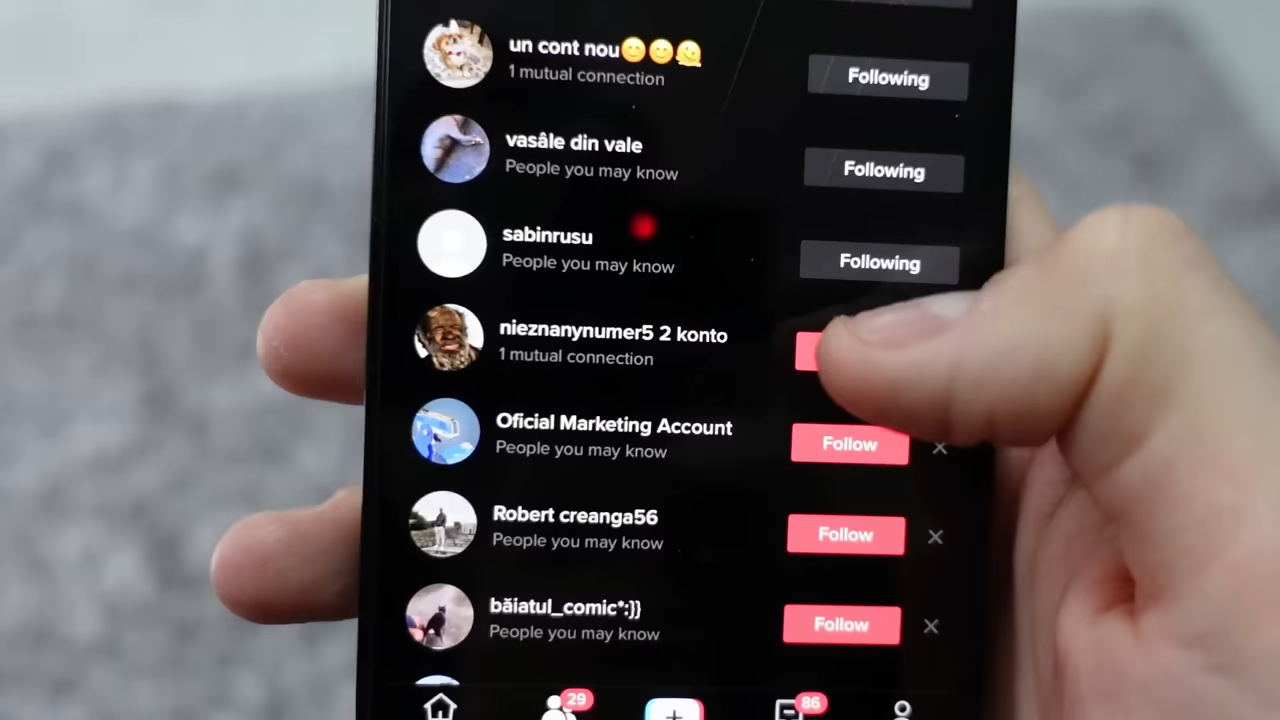 un cont nou😊😊🫠
1 mutual connection
Following
vasâle din vale
People you may know
Following
sabinrusu
People you may know
Following
nieznanynumer5 2 konto
1 mutual connection
Oficial Marketing Account
People you may know
Follow
Robert creanga56
People you may know
Follow
băiatul_comic*:}}
People you may know
Follow
29
86